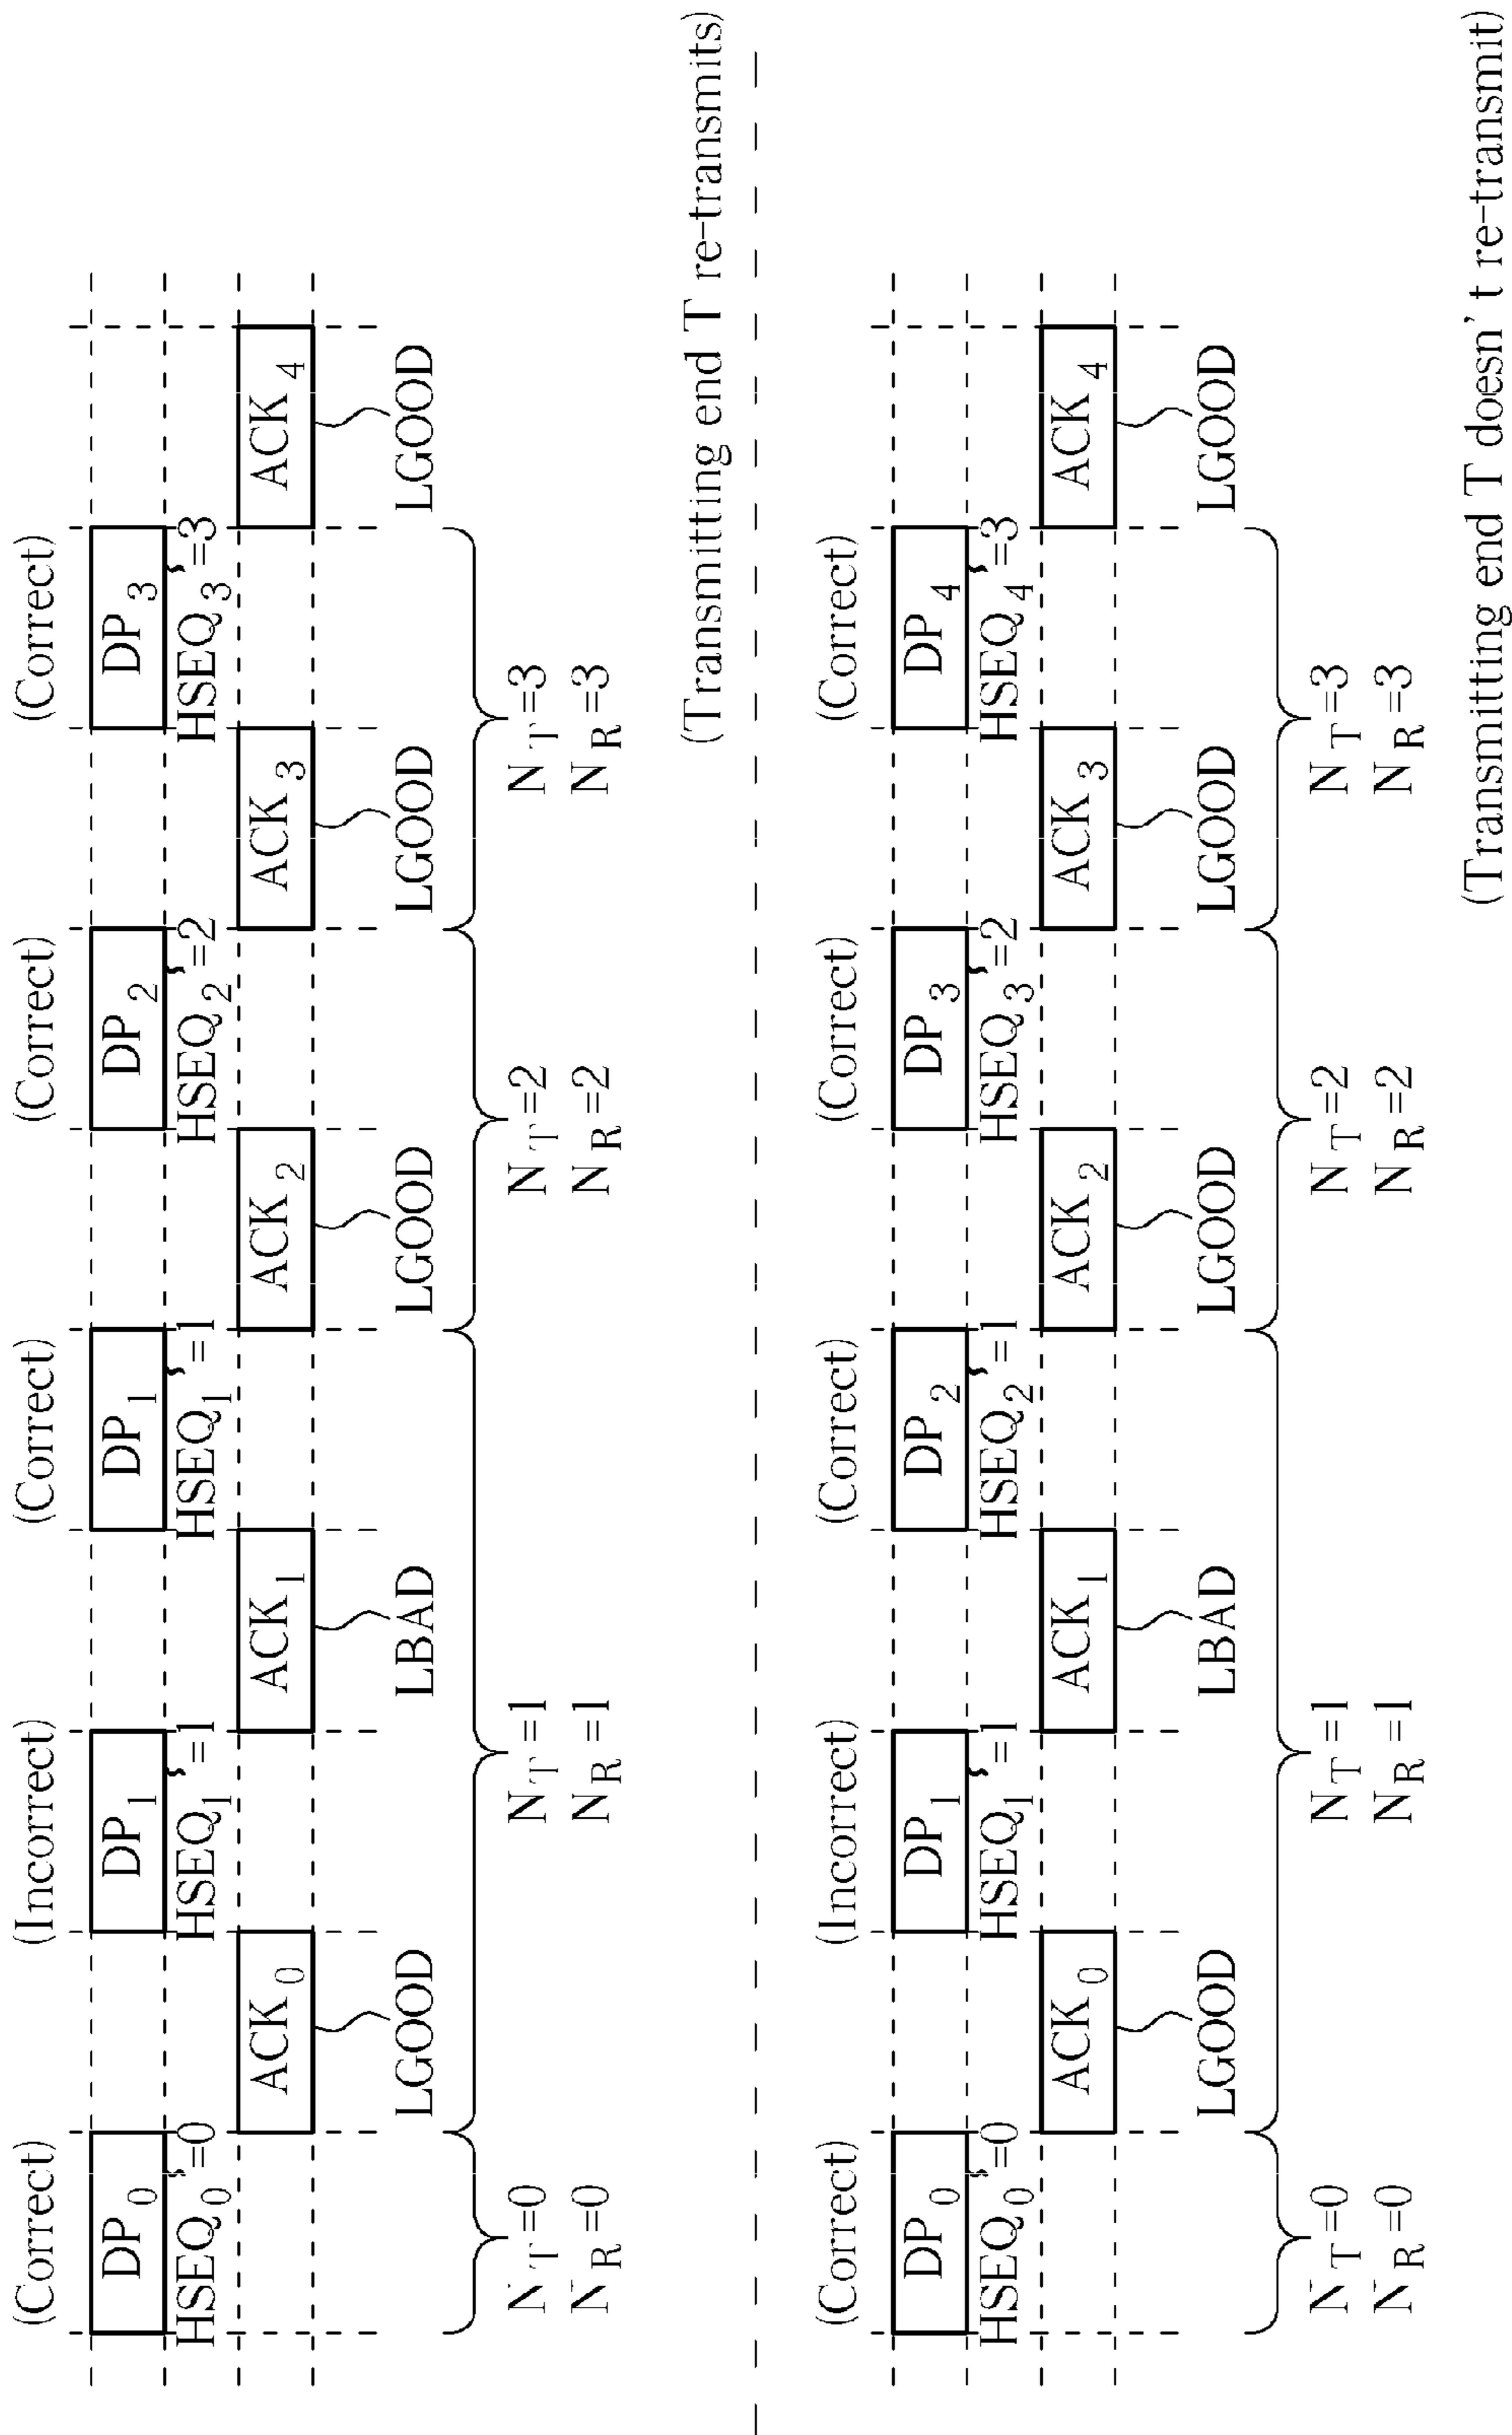 (Correct) (Incorrect) (Correct) (Correct) (Correct)
DP0 DP1 DP1 DP2 DP3
HSEQ0=0 HSEQ1=1 HSEQ1=1 HSEQ2=2 HSEQ3=3
ACK0 ACK1 ACK2 ACK3 ACK4
LGOOD LBAD LGOOD LGOOD LGOOD
NT=0 NT=1 NT=2 NT=3
NR=0 NR=1 NR=2 NR=3
(Transmitting end T re-transmits)
(Correct) (Incorrect) (Correct) (Correct) (Correct)
DP0 DP1 DP2 DP3 DP4
HSEQ0=0 HSEQ1=1 HSEQ2=1 HSEQ3=2 HSEQ4=3
ACK0 ACK1 ACK2 ACK3 ACK4
LGOOD LBAD LGOOD LGOOD LGOOD
NT=0 NT=1 NT=2 NT=3
NR=0 NR=1 NR=2 NR=3
(Transmitting end T doesn't re-transmit)